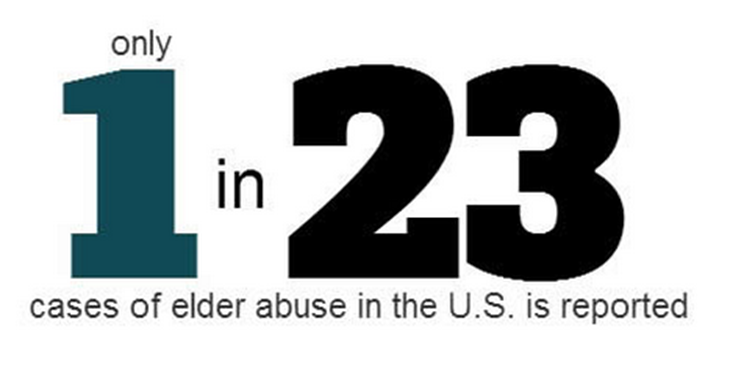 only
1 in 23
cases of elder abuse in the U.S. is reported